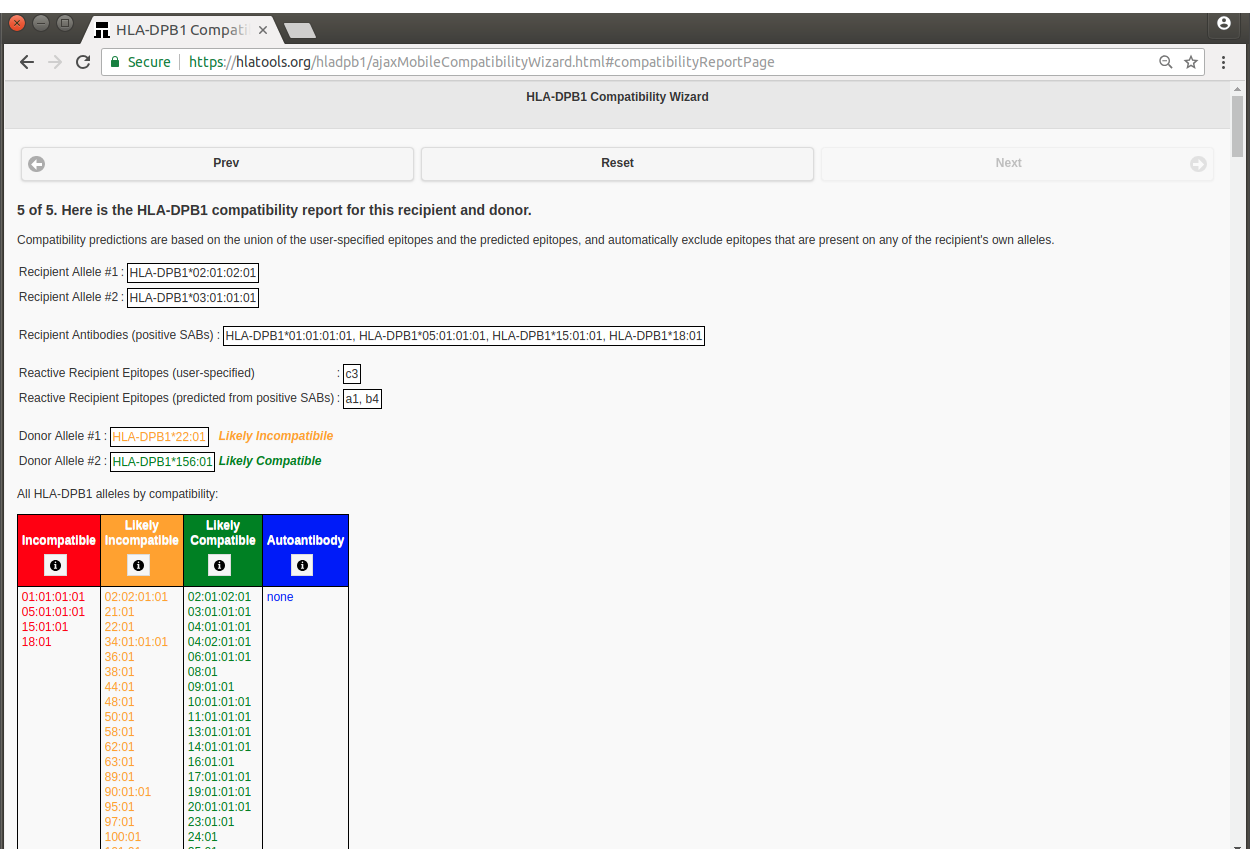 HLA-DPB1 Compati
Secure https://hlatools.org/hladpb1/ajaxMobileCompatibilityWizard.html#compatibilityReportPage
HLA-DPB1 Compatibility Wizard
Prev Reset Next
5 of 5. Here is the HLA-DPB1 compatibility report for this recipient and donor.
Compatibility predictions are based on the union of the user-specified epitopes and the predicted epitopes, and automatically exclude epitopes that are present on any of the recipient's own alleles.
Recipient Allele #1 : HLA-DPB1*02:01:02:01
Recipient Allele #2 : HLA-DPB1*03:01:01:01
Recipient Antibodies (positive SABs) : HLA-DPB1*01:01:01:01, HLA-DPB1*05:01:01:01, HLA-DPB1*15:01:01, HLA-DPB1*18:01
Reactive Recipient Epitopes (user-specified) : c3
Reactive Recipient Epitopes (predicted from positive SABs) : a1, b4
Donor Allele #1 : HLA-DPB1*22:01 Likely Incompatibile
Donor Allele #2 : HLA-DPB1*156:01 Likely Compatible
All HLA-DPB1 alleles by compatibility:
Incompatible Likely Incompatible Likely Compatible Autoantibody
01:01:01:01 02:02:01:01 02:01:02:01 none
05:01:01:01 21:01 03:01:01:01
15:01:01 22:01 04:01:01:01
18:01 34:01:01:01 04:02:01:01
36:01 06:01:01:01
38:01 08:01
44:01 09:01:01
48:01 10:01:01:01
50:01 11:01:01:01
58:01 13:01:01:01
62:01 14:01:01:01
63:01 16:01:01
89:01 17:01:01:01
90:01:01 19:01:01:01
95:01 20:01:01:01
97:01 23:01:01
100:01 24:01